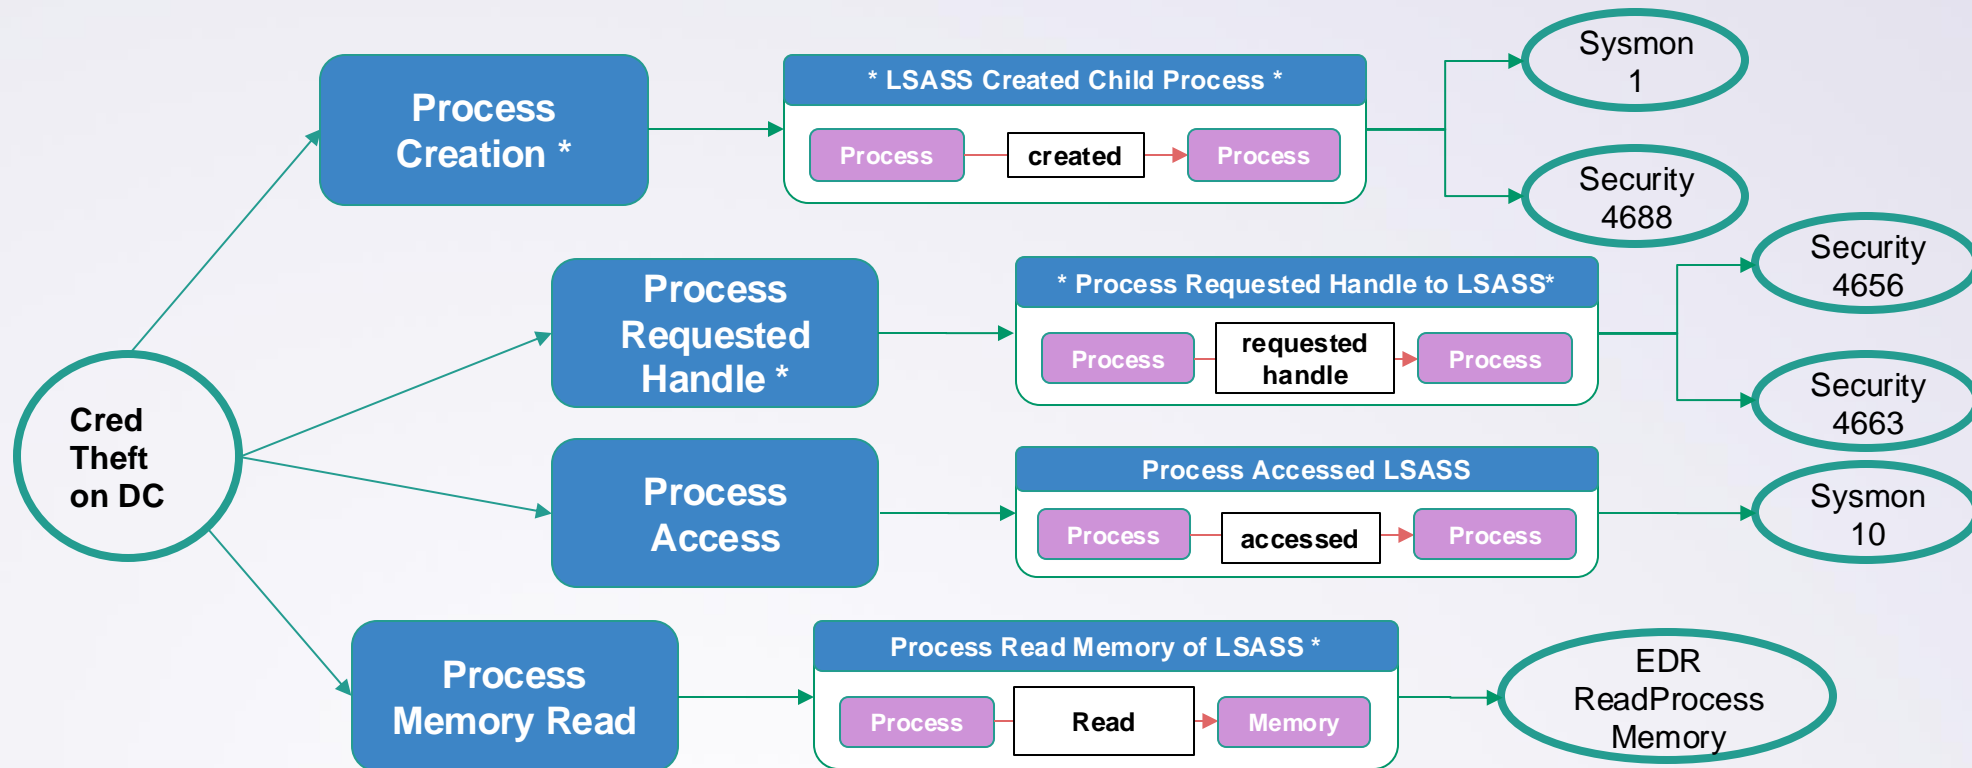 Sysmon
1
* LSASS Created Child Process *
Process
Creation *
Process
created
Process
Security
4688
Security
4656
Process
Requested
Handle *
* Process Requested Handle to LSASS*
Process
requested
handle
Process
Security
4663
Cred
Theft
on DC
Process
Access
Process Accessed LSASS
Process
accessed
Process
Sysmon
10
Process
Memory Read
Process Read Memory of LSASS *
Process
Read
Memory
EDR
ReadProcess
Memory